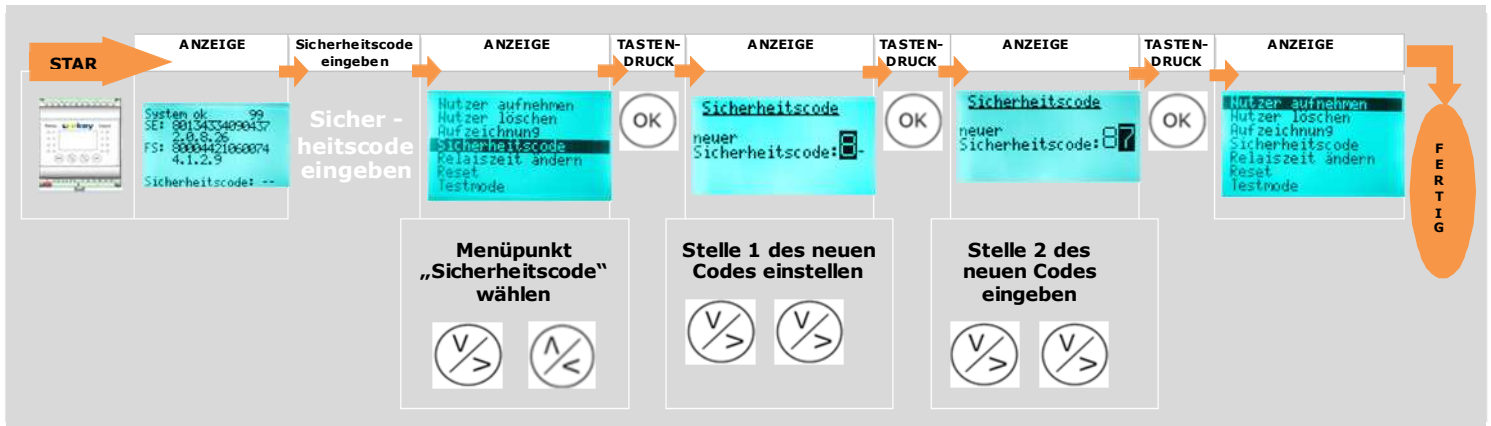 STAR
ANZEIGE
Sicherheitscode
eingeben
ANZEIGE
TASTEN-
DRUCK
ANZEIGE
TASTEN-
DRUCK
ANZEIGE
TASTEN-
DRUCK
ANZEIGE
System ok 99
SE: 80134334090437
2.0.8.26
FS: 80004421060074
4.1.2.9
Sicherheitscode: --
Sicher -
heitscode
eingeben
Nutzer aufnehmen
Nutzer löschen
Aufzeichnung
Sicherheitscode
Relaiszeit ändern
Reset
Testmode
OK
Sicherheitscode
neuer
Sicherheitscode:8-
OK
Sicherheitscode
neuer
Sicherheitscode:87
OK
Nutzer aufnehmen
Nutzer löschen
Aufzeichnung
Sicherheitscode
Relaiszeit ändern
Reset
Testmode
FERTIG
Menüpunkt
„Sicherheitscode“
wählen
Stelle 1 des neuen
Codes einstellen
Stelle 2 des
neuen Codes
eingeben